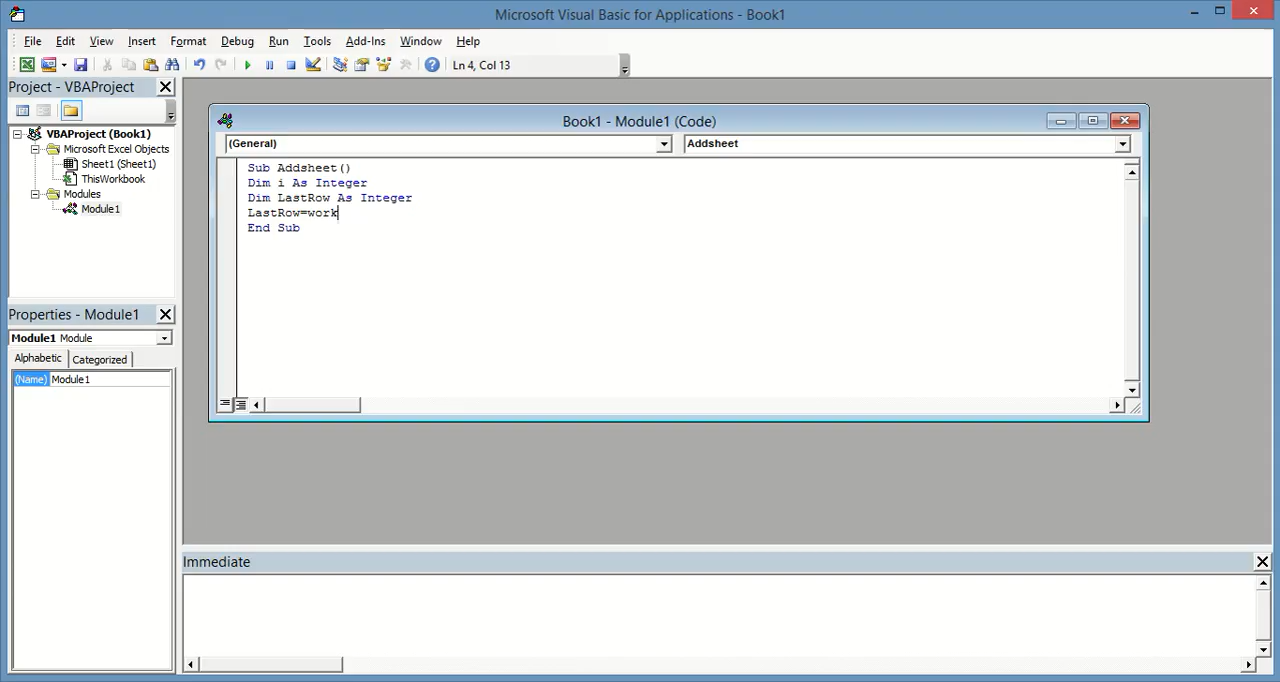 Microsoft Visual Basic for Applications - Book1
File Edit View Insert Format Debug Run Tools Add-Ins Window Help
Ln 4, Col 13
Project - VBAProject
VBAProject (Book1)
Microsoft Excel Objects
Sheet1 (Sheet1)
ThisWorkbook
Modules
Module1
Properties - Module1
Module1 Module
Alphabetic Categorized
(Name) Module1
Book1 - Module1 (Code)
(General) Addsheet
Sub Addsheet()
Dim i As Integer
Dim LastRow As Integer
LastRow=work
End Sub
Immediate